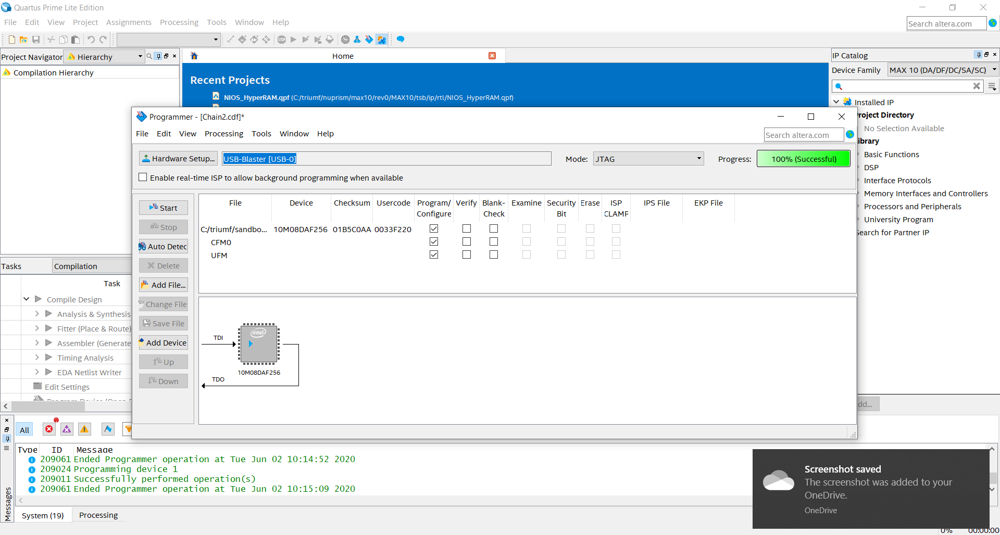 Quartus Prime Lite Edition
File Edit View Project Assignments Processing Tools Window Help
Search altera.com
Project Navigator Hierarchy
Home
IP Catalog
Compilation Hierarchy
Device Family MAX 10 (DA/DF/DC/SA/SC)
Recent Projects
NIOS_HyperRAM.qpf (C:/triumf/nuprism/max10/rev0/MAX10/tsb/ip/rtl/NIOS_HyperRAM.qpf)
Installed IP
roject Directory
No Selection Available
ibrary
Basic Functions
DSP
Interface Protocols
Memory Interfaces and Controllers
Processors and Peripherals
University Program
Search for Partner IP
dd...
Programmer - [Chain2.cdf]*
File Edit View Processing Tools Window Help
Search altera.com
Hardware Setup... USB-Blaster [USB-0] Mode: JTAG Progress: 100% (Successful)
Enable real-time ISP to allow background programming when available
Start
Stop
Auto Detec
Delete
Add File...
Change File
Save File
Add Device
Up
Down
File Device Checksum Usercode Program/ Configure Verify Blank- Check Examine Security Bit Erase ISP CLAMP IPS File EKP File
C:/triumf/sandbo... 10M08DAF256 01B5C0AA 0033F220
CFM0
UFM
TDI
intel
10M08DAF256
TDO
Tasks Compilation
Task
Compile Design
Analysis & Synthesis
Fitter (Place & Route)
Assembler (Generate
Timing Analysis
EDA Netlist Writer
Edit Settings
Program Device (Open
All
STOP
Type ID Message
209061 Ended Programmer operation at Tue Jun 02 10:14:52 2020
209024 Programming device 1
209011 Successfully performed operation(s)
209061 Ended Programmer operation at Tue Jun 02 10:15:09 2020
Messages
System (19) Processing
Screenshot saved
The screenshot was added to your
OneDrive.
OneDrive
0% 00:00:00